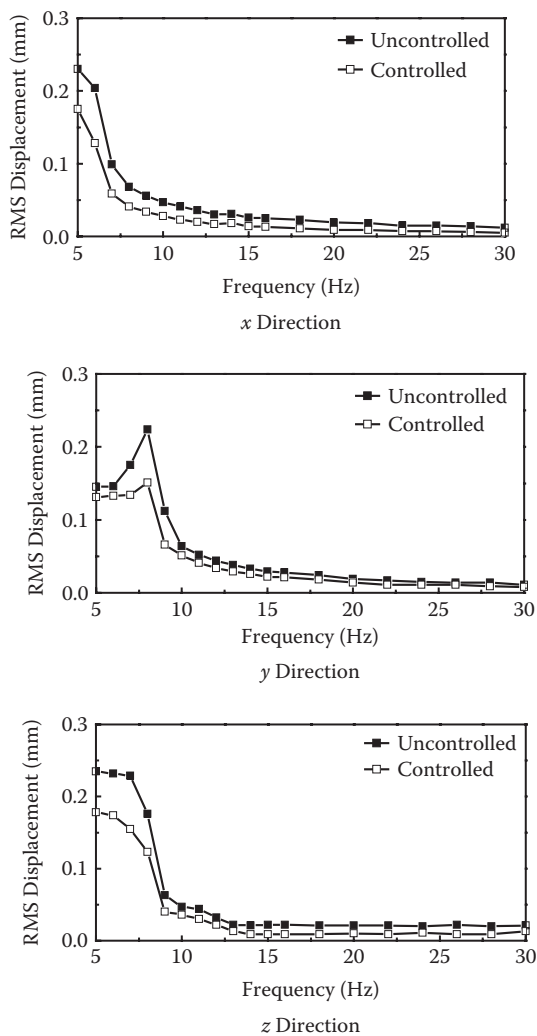 0.3
0.2
0.1
0.0
RMS Displacement (mm)
Uncontrolled
Controlled
5 10 15 20 25 30
Frequency (Hz)
x Direction
0.3
0.2
0.1
0.0
RMS Displacement (mm)
Uncontrolled
Controlled
5 10 15 20 25 30
Frequency (Hz)
y Direction
0.3
0.2
0.1
0.0
RMS Displacement (mm)
Uncontrolled
Controlled
5 10 15 20 25 30
Frequency (Hz)
z Direction